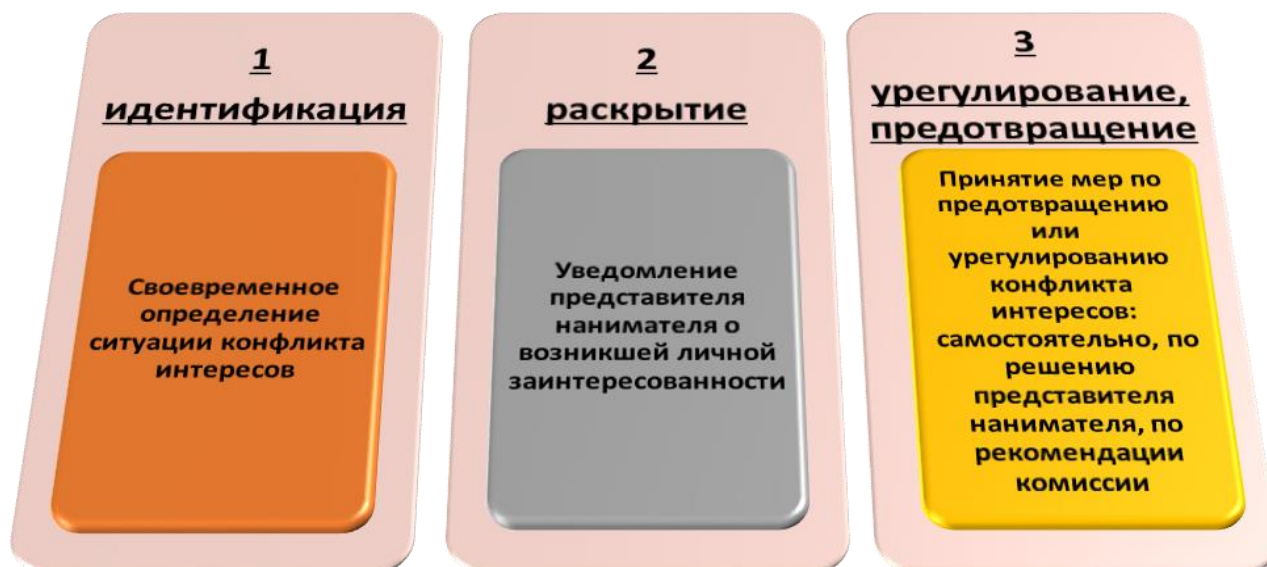 1
идентификация
Своевременное
определение
ситуации конфликта
интересов
2
раскрытие
Уведомление
представителя
нанимателя о
возникшей личной
заинтересованности
3
урегулирование,
предотвращение
Принятие мер по
предотвращению
или
урегулированию
конфликта
интересов:
самостоятельно, по
решению
представителя
нанимателя, по
рекомендации
комиссии